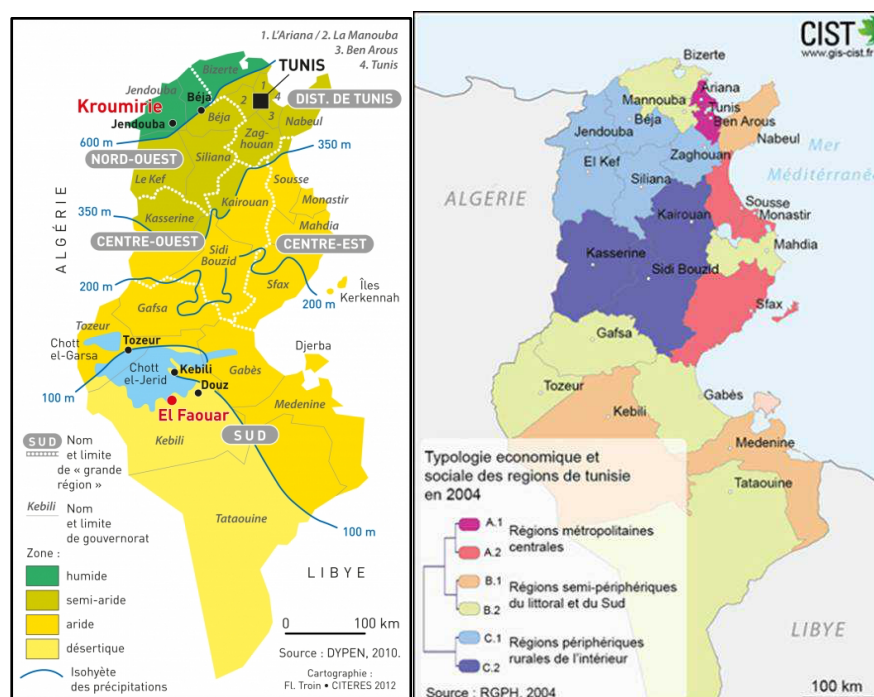 1. L'Ariana / 2. La Manouba
3. Ben Arous
4. Tunis
Bizerte
TUNIS
1
2
4
3
Jendouba
Kroumirie
Béja
DIST. DE TUNIS
Jendouba
Béja
Zag-
houan
Nabeul
600 m
350 m
NORD-OUEST
Siliana
Le Kef
Sousse
Kairouan
Monastir
350 m
Kasserine
Mahdia
CENTRE-OUEST
CENTRE-EST
ALGÉRIE
Sidi
Bouzid
200 m
Sfax
200 m
Îles
Kerkennah
Gafsa
Tozeur
Chott
el-Garsa
Tozeur
Djerba
Chott
el-Jerid
Kebili
Gabès
100 m
Douz
Medenine
El Faouar
Kebili
SUD
SUD
Nom
et limite
de « grande
région »
Kebili
Nom
et limite
de gouvernorat
Tataouine
100 m
Zone :
humide
semi-aride
aride
désertique
Isohyète
des précipitations
LIBYE
0
100 km
Source : DYPEN, 2010.
Cartographie :
Fl. Troin • CITERES 2012
CIST
www.gis-cist.fr
Bizerte
Ariana
Mannouba
Tunis
Béja
Ben Arous
Jendouba
Nabeul
Mer
Méditerranée
Zaghouan
El Kef
ALGÉRIE
Siliana
Sousse
Kairouan
Monastir
Mahdia
Kasserine
Sidi Bouzid
Sfax
Gafsa
Tozeur
Gabès
Kebili
Medenine
Tataouine
Typologie economique et
sociale des regions de tunisie
en 2004
A.1
Régions métropolitaines
A.2
centrales
B.1
Régions semi-périphériques
B.2
du littoral et du Sud
C.1
Régions périphériques
C.2
rurales de l'intérieur
LIBYE
100 km
Source : RGPH, 2004